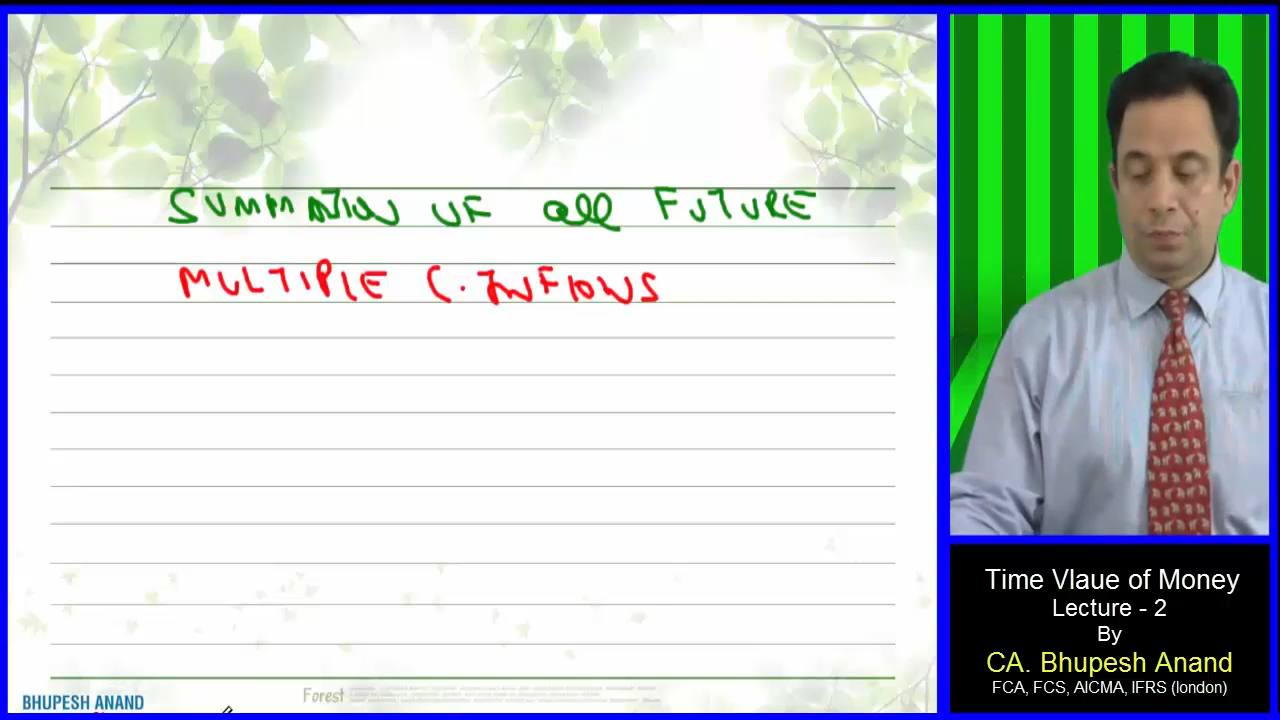 SUMMATION OF all FUTURE
MULTIPLE C. INFLOWS
BHUPESH ANAND
Forest
Time Vlaue of Money
Lecture - 2
By
CA. Bhupesh Anand
FCA, FCS, AICMA, IFRS (london)